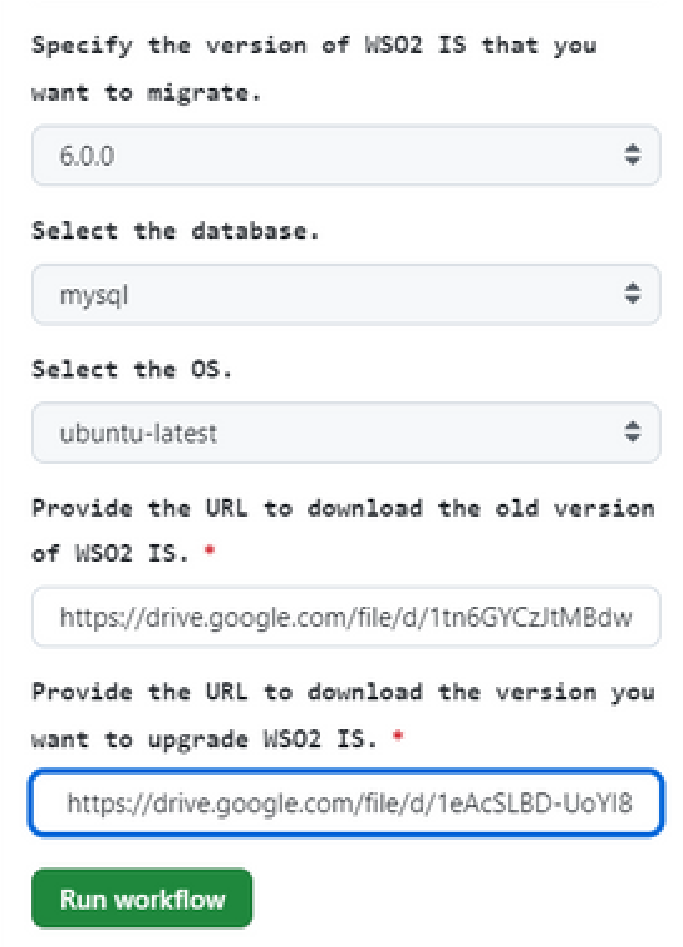 Specify the version of WSO2 IS that you
want to migrate.
6.0.0
Select the database.
mysql
Select the OS.
ubuntu-latest
Provide the URL to download the old version
of WSO2 IS. *
https://drive.google.com/file/d/1tn6GYCzJtMBdw
Provide the URL to download the version you
want to upgrade WSO2 IS. *
https://drive.google.com/file/d/1eAcSLBD-UoYI8
Run workflow